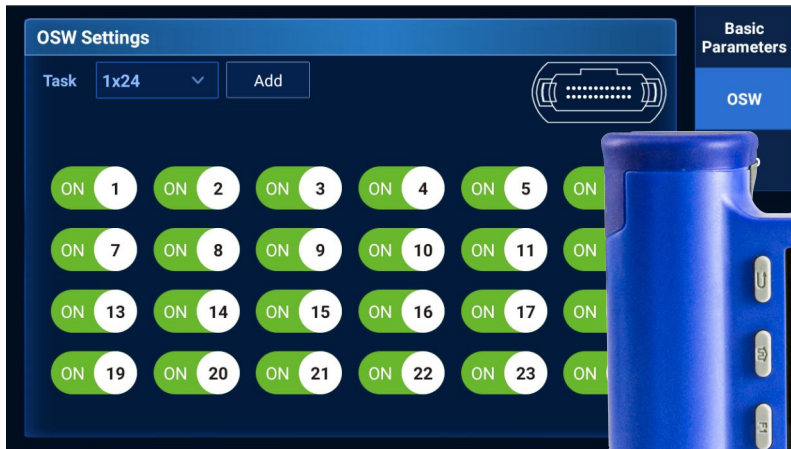 OSW Settings
Basic
Parameters
Task 1x24 Add
OSW
ON 1 ON 2 ON 3 ON 4 ON 5 ON
ON 7 ON 8 ON 9 ON 10 ON 11 ON
ON 13 ON 14 ON 15 ON 16 ON 17 ON
ON 19 ON 20 ON 21 ON 22 ON 23 ON
F1